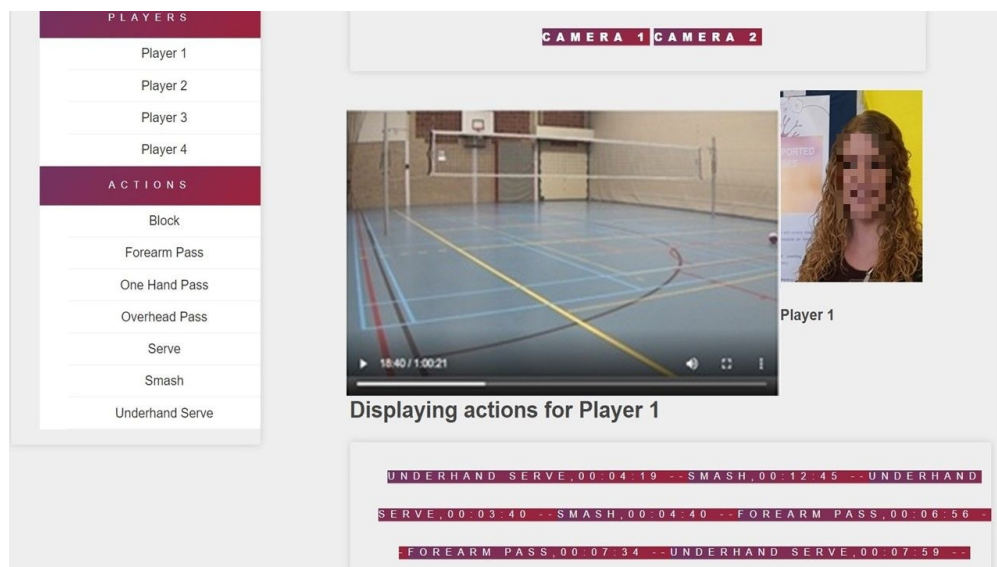 PLAYERS
Player 1
Player 2
Player 3
Player 4
ACTIONS
Block
Forearm Pass
One Hand Pass
Overhead Pass
Serve
Smash
Underhand Serve
CAMERA 1 CAMERA 2
PORTED
18:40 / 1:00:21
Player 1
Displaying actions for Player 1
UNDERHAND SERVE,00:04:19 --SMASH,00:12:45 --UNDERHAND
SERVE,00:03:40 --SMASH,00:04:40 --FOREARM PASS,00:06:56 -
-FOREARM PASS,00:07:34 --UNDERHAND SERVE,00:07:59 --